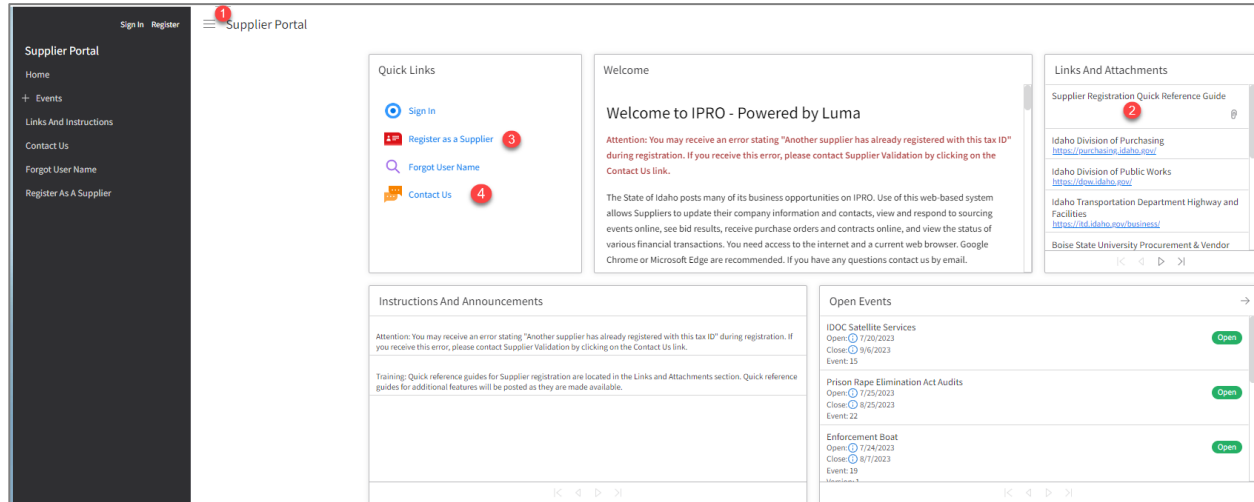 Sign In Register
1
Supplier Portal
Supplier Portal
Home
+ Events
Links And Instructions
Contact Us
Forgot User Name
Register As A Supplier
Quick Links
Sign In
Register as a Supplier 3
Forgot User Name
Contact Us 4
Welcome
Welcome to IPRO - Powered by Luma
Attention: You may receive an error stating "Another supplier has already registered with this tax ID"
during registration. If you receive this error, please contact Supplier Validation by clicking on the
Contact Us link.
The State of Idaho posts many of its business opportunities on IPRO. Use of this web-based system
allows Suppliers to update their company information and contacts, view and respond to sourcing
events online, see bid results, receive purchase orders and contracts online, and view the status of
various financial transactions. You need access to the internet and a current web browser. Google
Chrome or Microsoft Edge are recommended. If you have any questions contact us by email.
Links And Attachments
Supplier Registration Quick Reference Guide
2
Idaho Division of Purchasing
https://purchasing.idaho.gov/
Idaho Division of Public Works
https://dpw.idaho.gov/
Idaho Transportation Department Highway and
Facilities
https://itd.idaho.gov/business/
Boise State University Procurement & Vendor
Instructions And Announcements
Attention: You may receive an error stating "Another supplier has already registered with this tax ID" during registration. If
you receive this error, please contact Supplier Validation by clicking on the Contact Us link.
Training: Quick reference guides for Supplier registration are located in the Links and Attachments section. Quick reference
guides for additional features will be posted as they are made available.
Open Events
IDOC Satellite Services
Open: 7/20/2023
Close: 9/6/2023
Event: 15
Open
Prison Rape Elimination Act Audits
Open: 7/25/2023
Close: 8/25/2023
Event: 22
Open
Enforcement Boat
Open: 7/24/2023
Close: 8/7/2023
Event: 19
Open